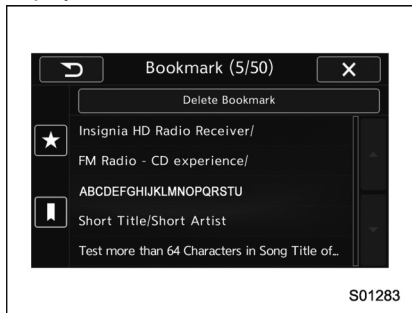 Bookmark (5/50)
Delete Bookmark
Insignia HD Radio Receiver/
FM Radio - CD experience/
ABCDEFGHIJKLMNOPQRSTU
Short Title/Short Artist
Test more than 64 Characters in Song Title of...
S01283